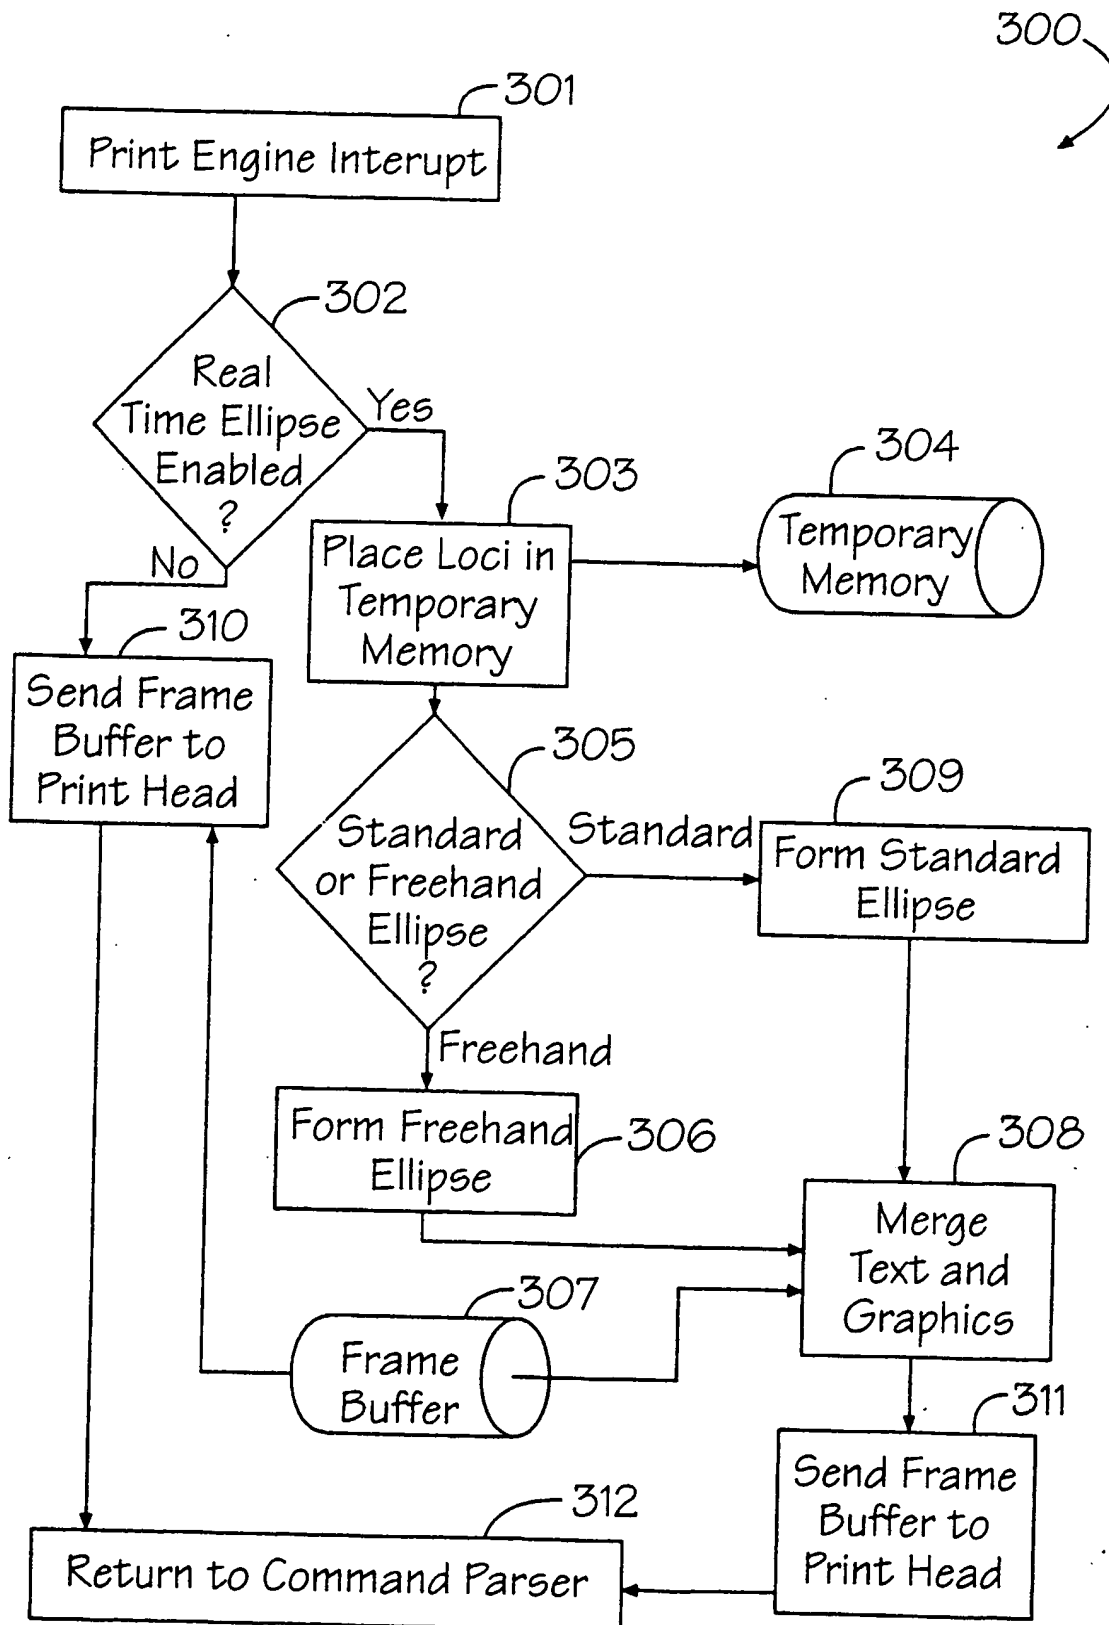 300
301
Print Engine Interupt
302
Real
Time Ellipse
Enabled
?
Yes
No
303
Place Loci in
Temporary
Memory
304
Temporary
Memory
310
Send Frame
Buffer to
Print Head
305
Standard
or Freehand
Ellipse
?
Standard
309
Form Standard
Ellipse
Freehand
Form Freehand
Ellipse
306
308
Merge
Text and
Graphics
307
Frame
Buffer
311
Send Frame
Buffer to
Print Head
312
Return to Command Parser